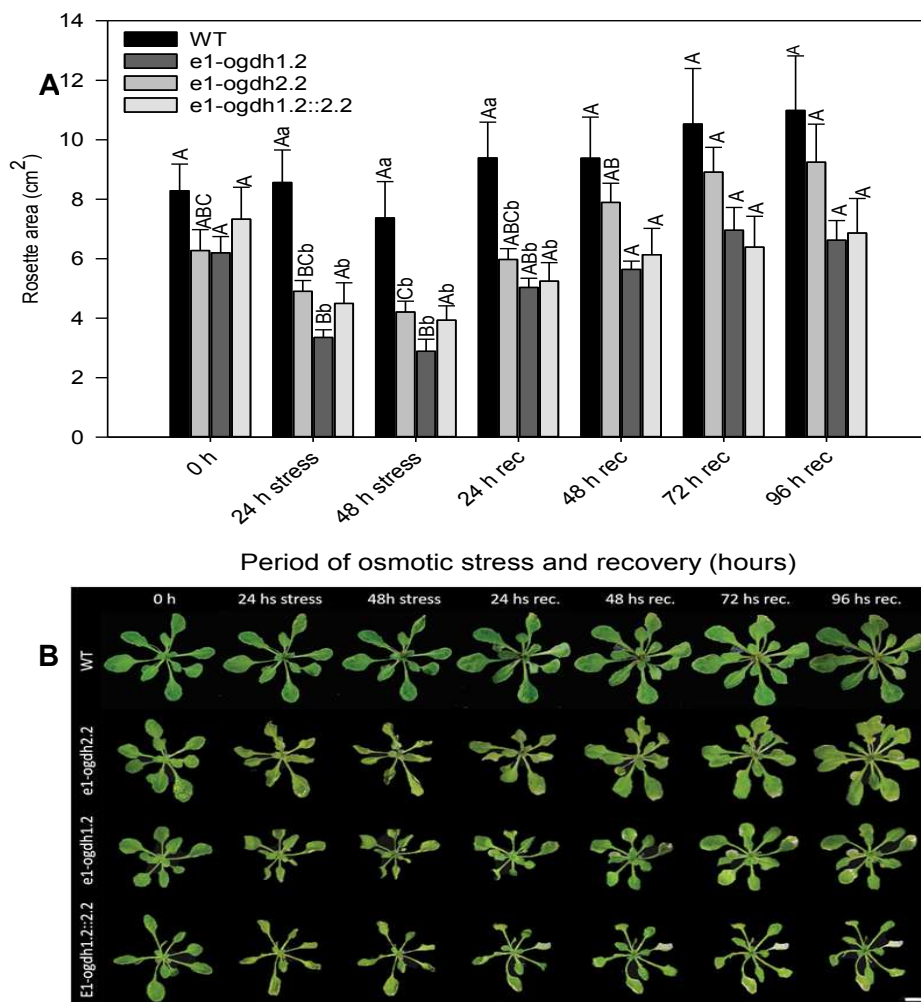 A
14
12
10
8
6
4
2
0
Rosette area (cm²)
WT
e1-ogdh1.2
e1-ogdh2.2
e1-ogdh1.2::2.2
A
ABC
A
A
Aa
BCb
Bb
Ab
Aa
Cb
Bb
Ab
Aa
ABCb
ABb
Ab
A
AB
A
A
A
A
A
A
A
A
A
A
0 h
24 h stress
48 h stress
24 h rec
48 h rec
72 h rec
96 h rec
Period of osmotic stress and recovery (hours)
B
0 h 24 hs stress 48h stress 24 hs rec. 48 hs rec. 72 hs rec. 96 hs rec.
WT
e1-ogdh2.2
e1-ogdh1.2
E1-ogdh1.2::2.2